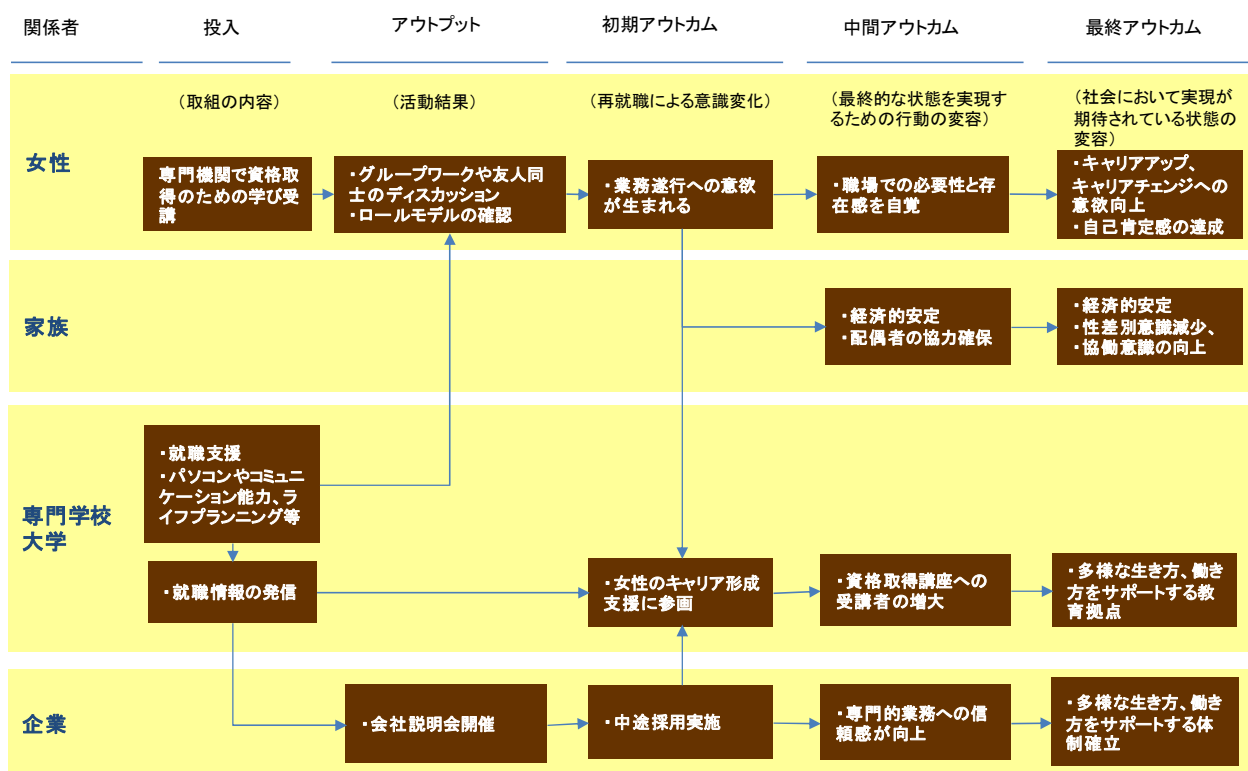 関係者
投入
アウトプット
初期アウトカム
中間アウトカム
最終アウトカム
(取組の内容)
(活動結果)
(再就職による意識変化)
(最終的な状態を実現す
るための行動の変容)
(社会において実現が
期待されている状態の
変容)
女性
専門機関で資格取
得のための学び受
講
・グループワークや友人同
士のディスカッション
・ロールモデルの確認
・業務遂行への意欲
が生まれる
・職場での必要性と存
在感を自覚
・キャリアアップ、
キャリアチェンジへの
意欲向上
・自己肯定感の達成
家族
・経済的安定
・配偶者の協力確保
・経済的安定
・性差別意識減少、
・協働意識の向上
専門学校
大学
・就職支援
・パソコンやコミュニ
ケーション能力、ラ
イフプランニング等
・就職情報の発信
・女性のキャリア形成
支援に参画
・資格取得講座への
受講者の増大
・多様な生き方、働き
方をサポートする教
育拠点
企業
・会社説明会開催
・中途採用実施
・専門的業務への信
頼感が向上
・多様な生き方、働き
方をサポートする体
制確立